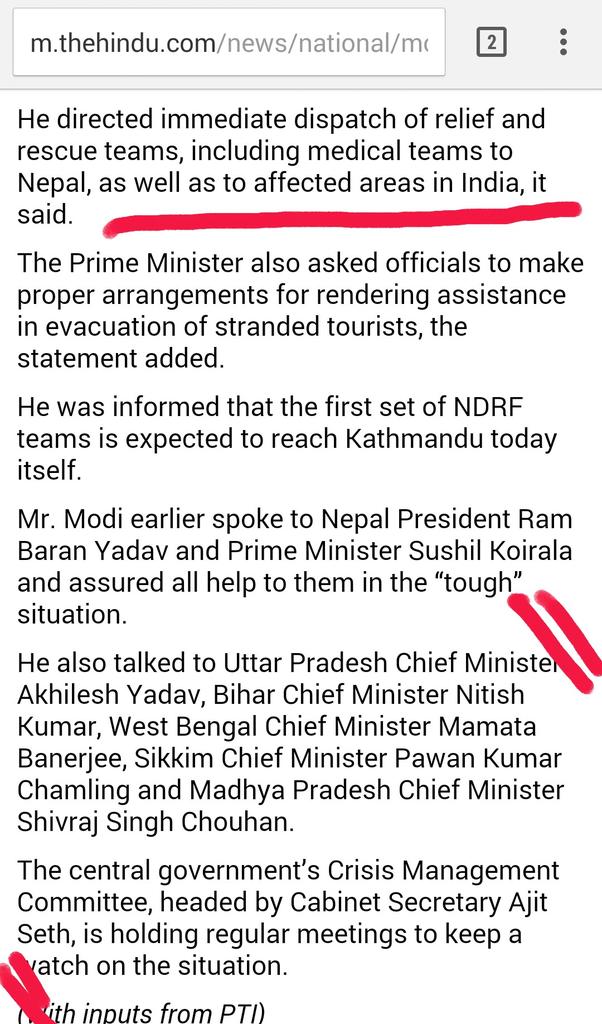 m.thehindu.com/news/national/mo
2
He directed immediate dispatch of relief and
rescue teams, including medical teams to
Nepal, as well as to affected areas in India, it
said.
The Prime Minister also asked officials to make
proper arrangements for rendering assistance
in evacuation of stranded tourists, the
statement added.
He was informed that the first set of NDRF
teams is expected to reach Kathmandu today
itself.
Mr. Modi earlier spoke to Nepal President Ram
Baran Yadav and Prime Minister Sushil Koirala
and assured all help to them in the “tough”
situation.
He also talked to Uttar Pradesh Chief Minister
Akhilesh Yadav, Bihar Chief Minister Nitish
Kumar, West Bengal Chief Minister Mamata
Banerjee, Sikkim Chief Minister Pawan Kumar
Chamling and Madhya Pradesh Chief Minister
Shivraj Singh Chouhan.
The central government’s Crisis Management
Committee, headed by Cabinet Secretary Ajit
Seth, is holding regular meetings to keep a
watch on the situation.
(With inputs from PTI)